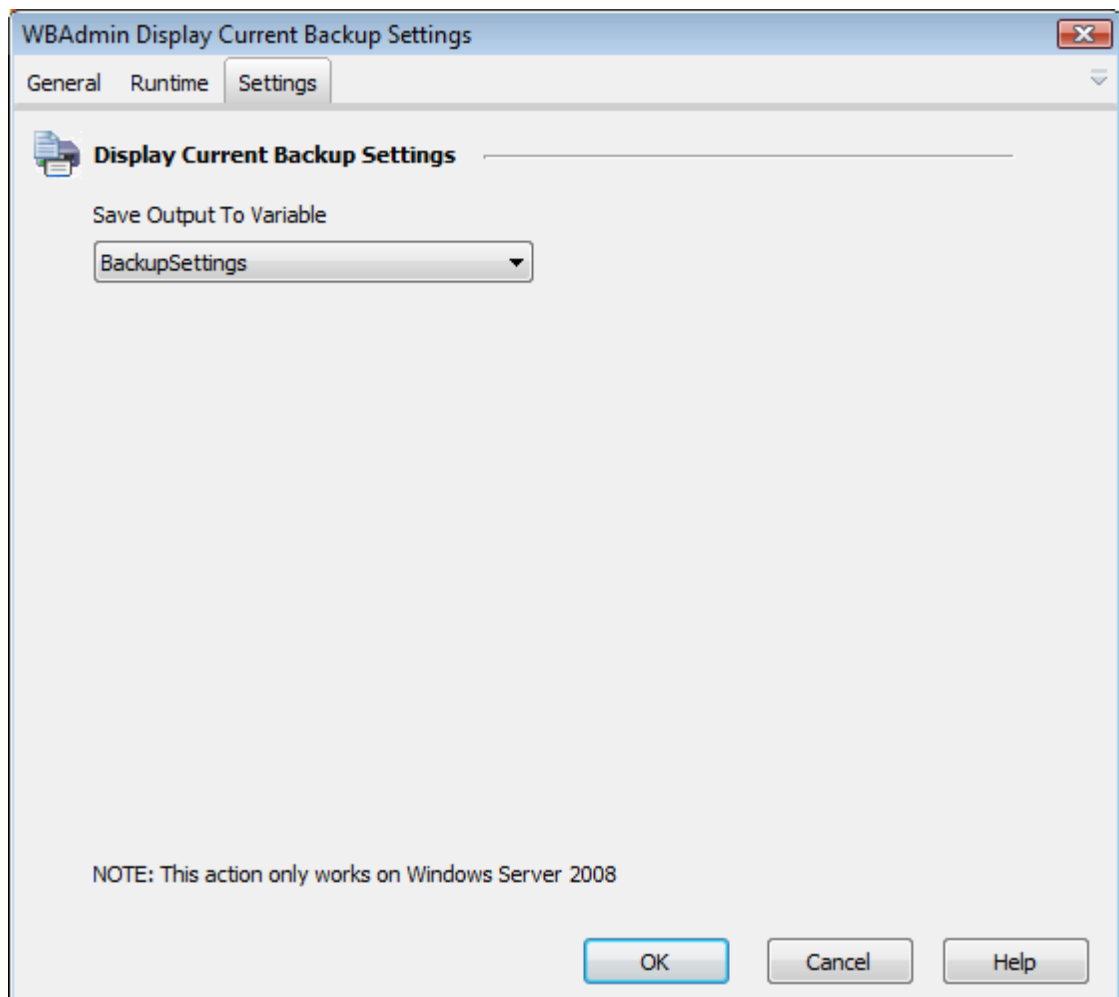 WBAdmin Display Current Backup Settings
General Runtime Settings
Display Current Backup Settings
Save Output To Variable
BackupSettings
NOTE: This action only works on Windows Server 2008
OK Cancel Help